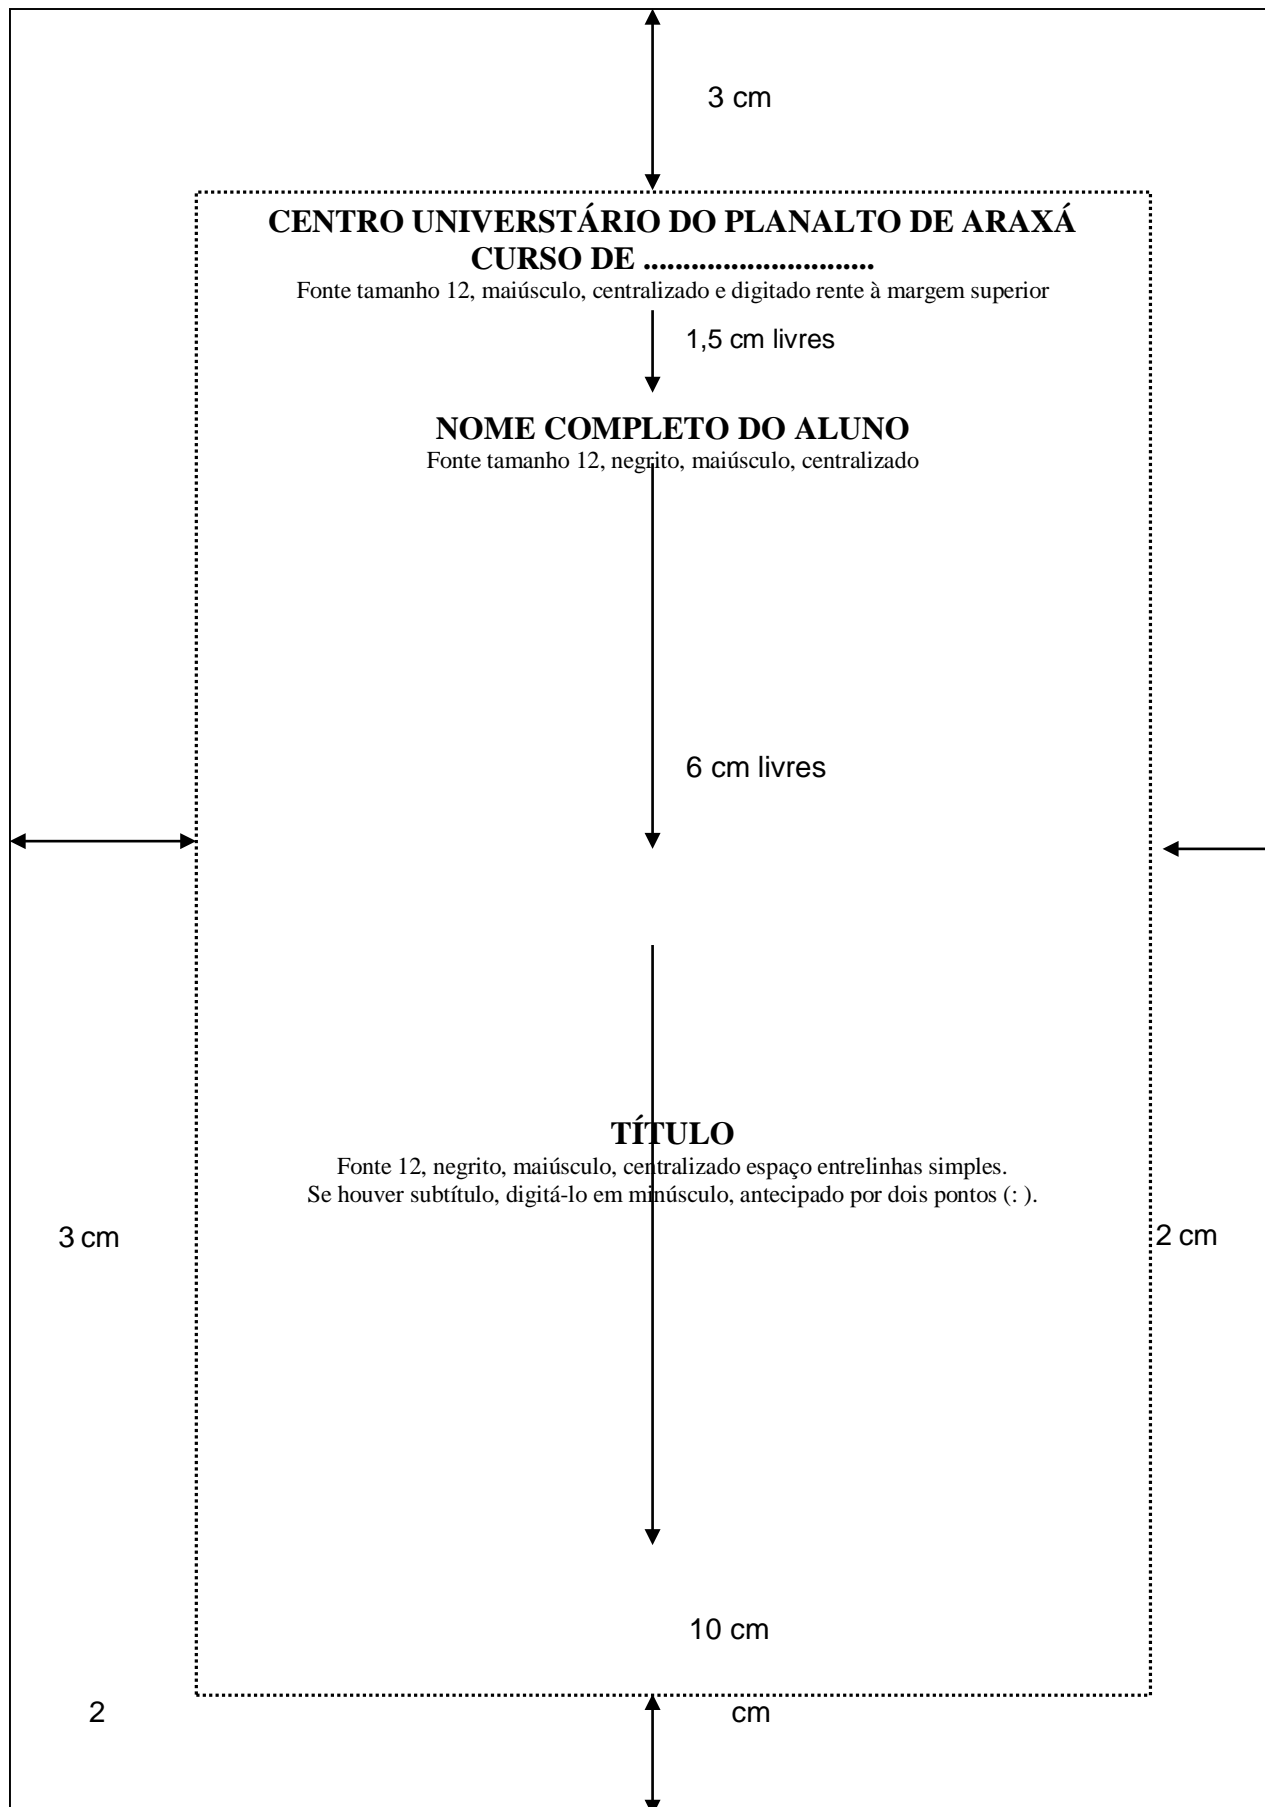 3 cm
CENTRO UNIVERSTÁRIO DO PLANALTO DE ARAXÁ
CURSO DE .............................
Fonte tamanho 12, maiúsculo, centralizado e digitado rente à margem superior
1,5 cm livres
NOME COMPLETO DO ALUNO
Fonte tamanho 12, negrito, maiúsculo, centralizado
6 cm livres
TÍTULO
Fonte 12, negrito, maiúsculo, centralizado espaço entrelinhas simples.
Se houver subtítulo, digitá-lo em minúsculo, antecipado por dois pontos (: ).
3 cm
2 cm
10 cm
2 cm